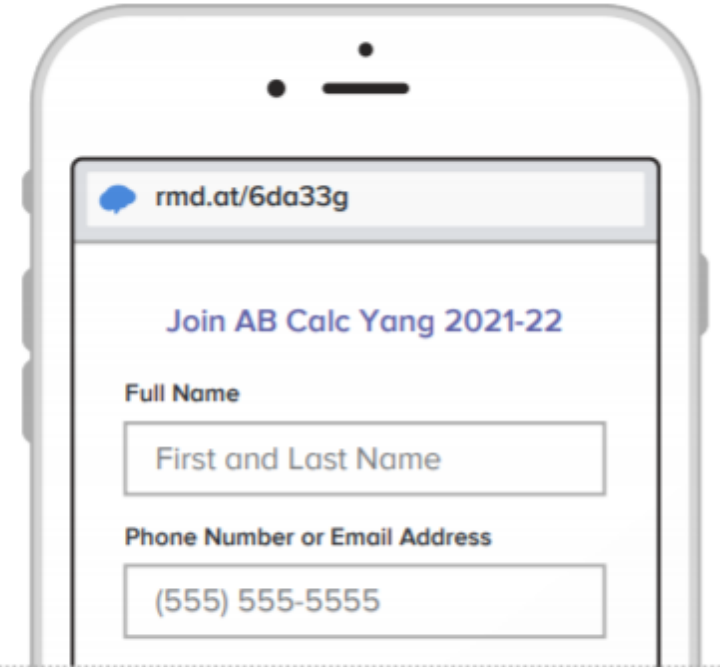 rmd.at/6da33g
Join AB Calc Yang 2021-22
Full Name
First and Last Name
Phone Number or Email Address
(555) 555-5555